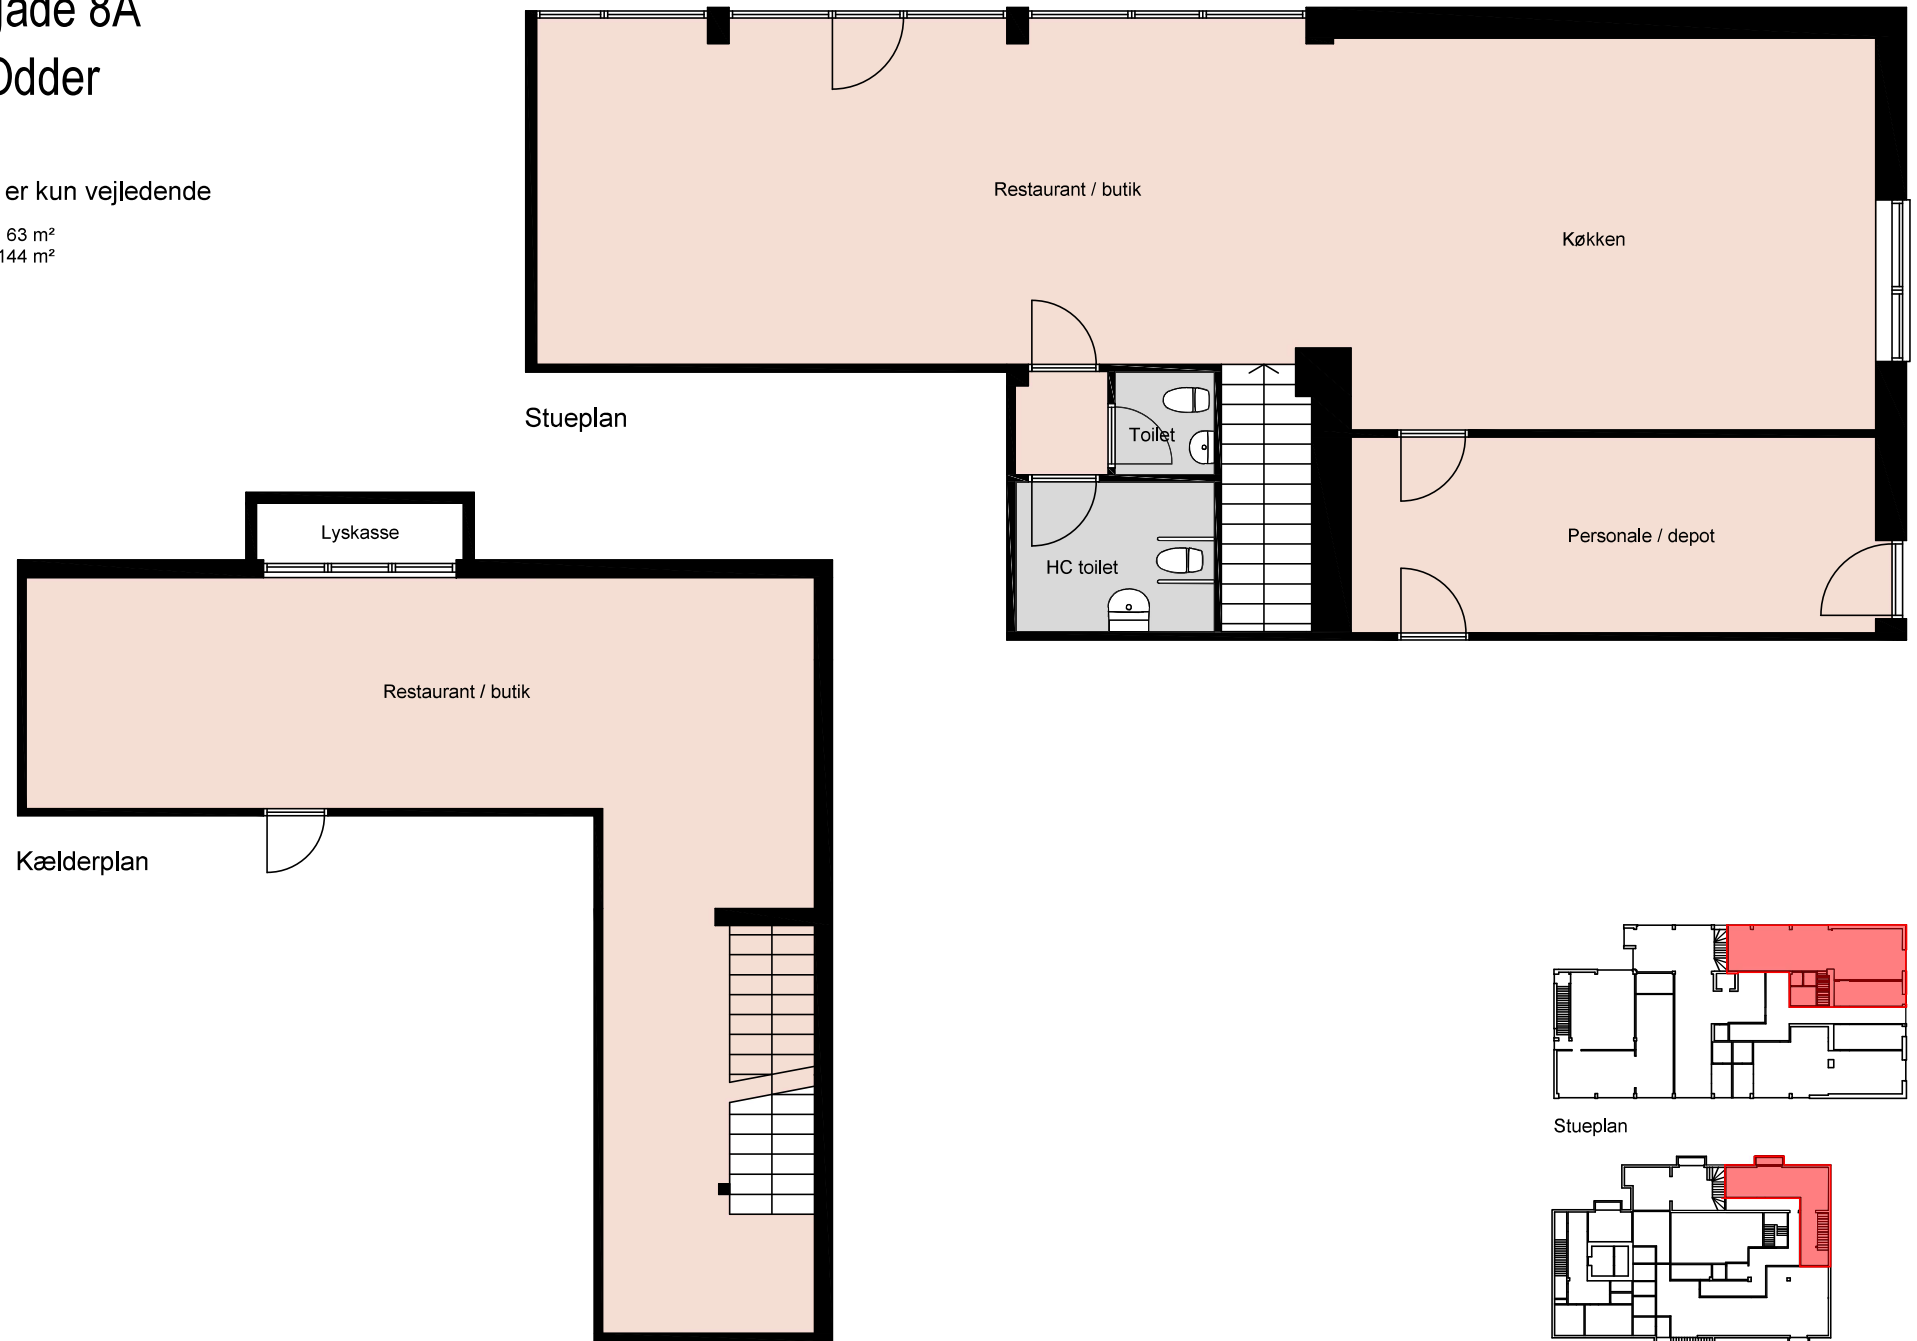 gade 8A
Odder
er kun vejledende
63 m²
144 m²
Restaurant / butik
Køkken
Stueplan
Toilet
HC toilet
Personale / depot
Lyskasse
Restaurant / butik
Kælderplan
Stueplan